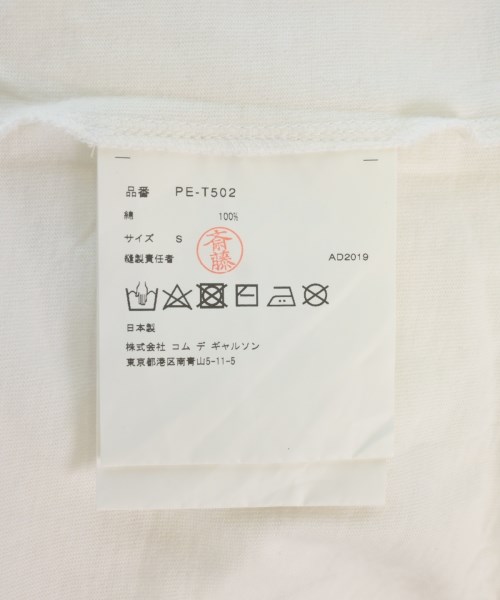 品番 PE-T502
綿 100%
サイズ S
縫製責任者 斎藤 AD2019
日本製
株式会社 コム デ ギャルソン
東京都港区南青山5-11-5